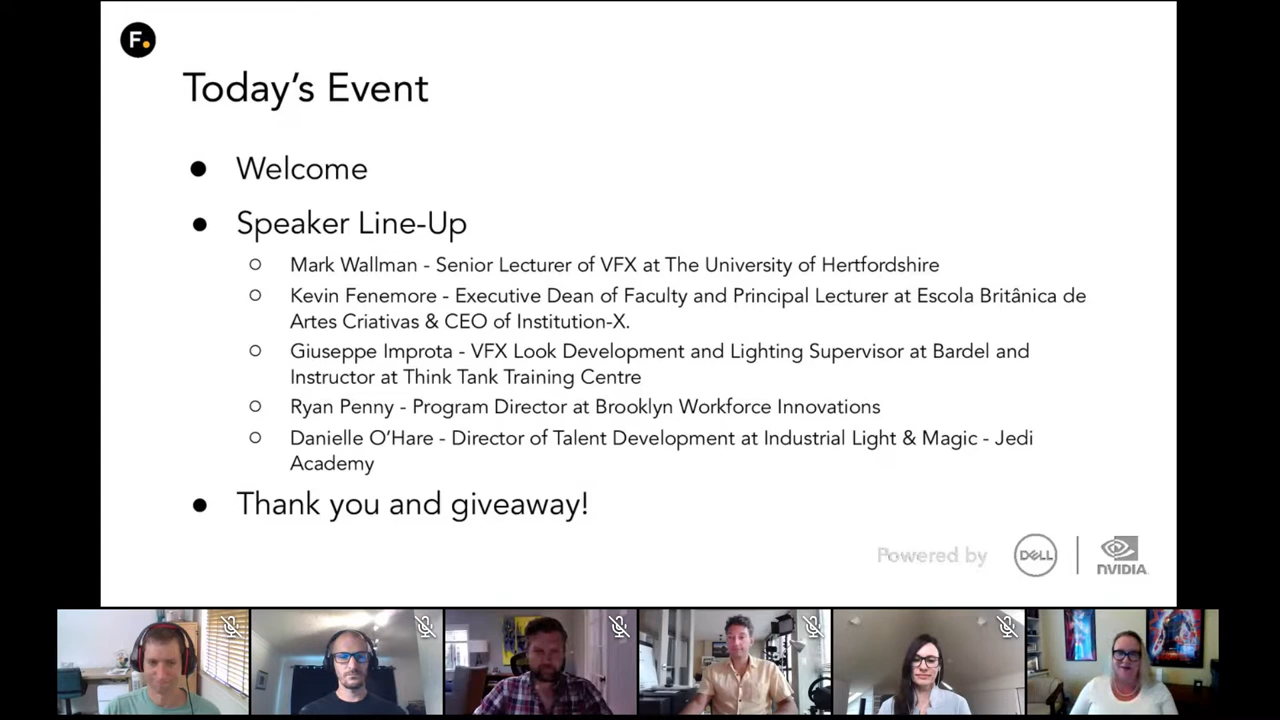 F.
Today's Event
● Welcome
● Speaker Line-Up
○ Mark Wallman - Senior Lecturer of VFX at The University of Hertfordshire
○ Kevin Fenemore - Executive Dean of Faculty and Principal Lecturer at Escola Britânica de
Artes Criativas & CEO of Institution-X.
○ Giuseppe Improta - VFX Look Development and Lighting Supervisor at Bardel and
Instructor at Think Tank Training Centre
○ Ryan Penny - Program Director at Brooklyn Workforce Innovations
○ Danielle O'Hare - Director of Talent Development at Industrial Light & Magic - Jedi
Academy
● Thank you and giveaway!
Powered by DELL NVIDIA